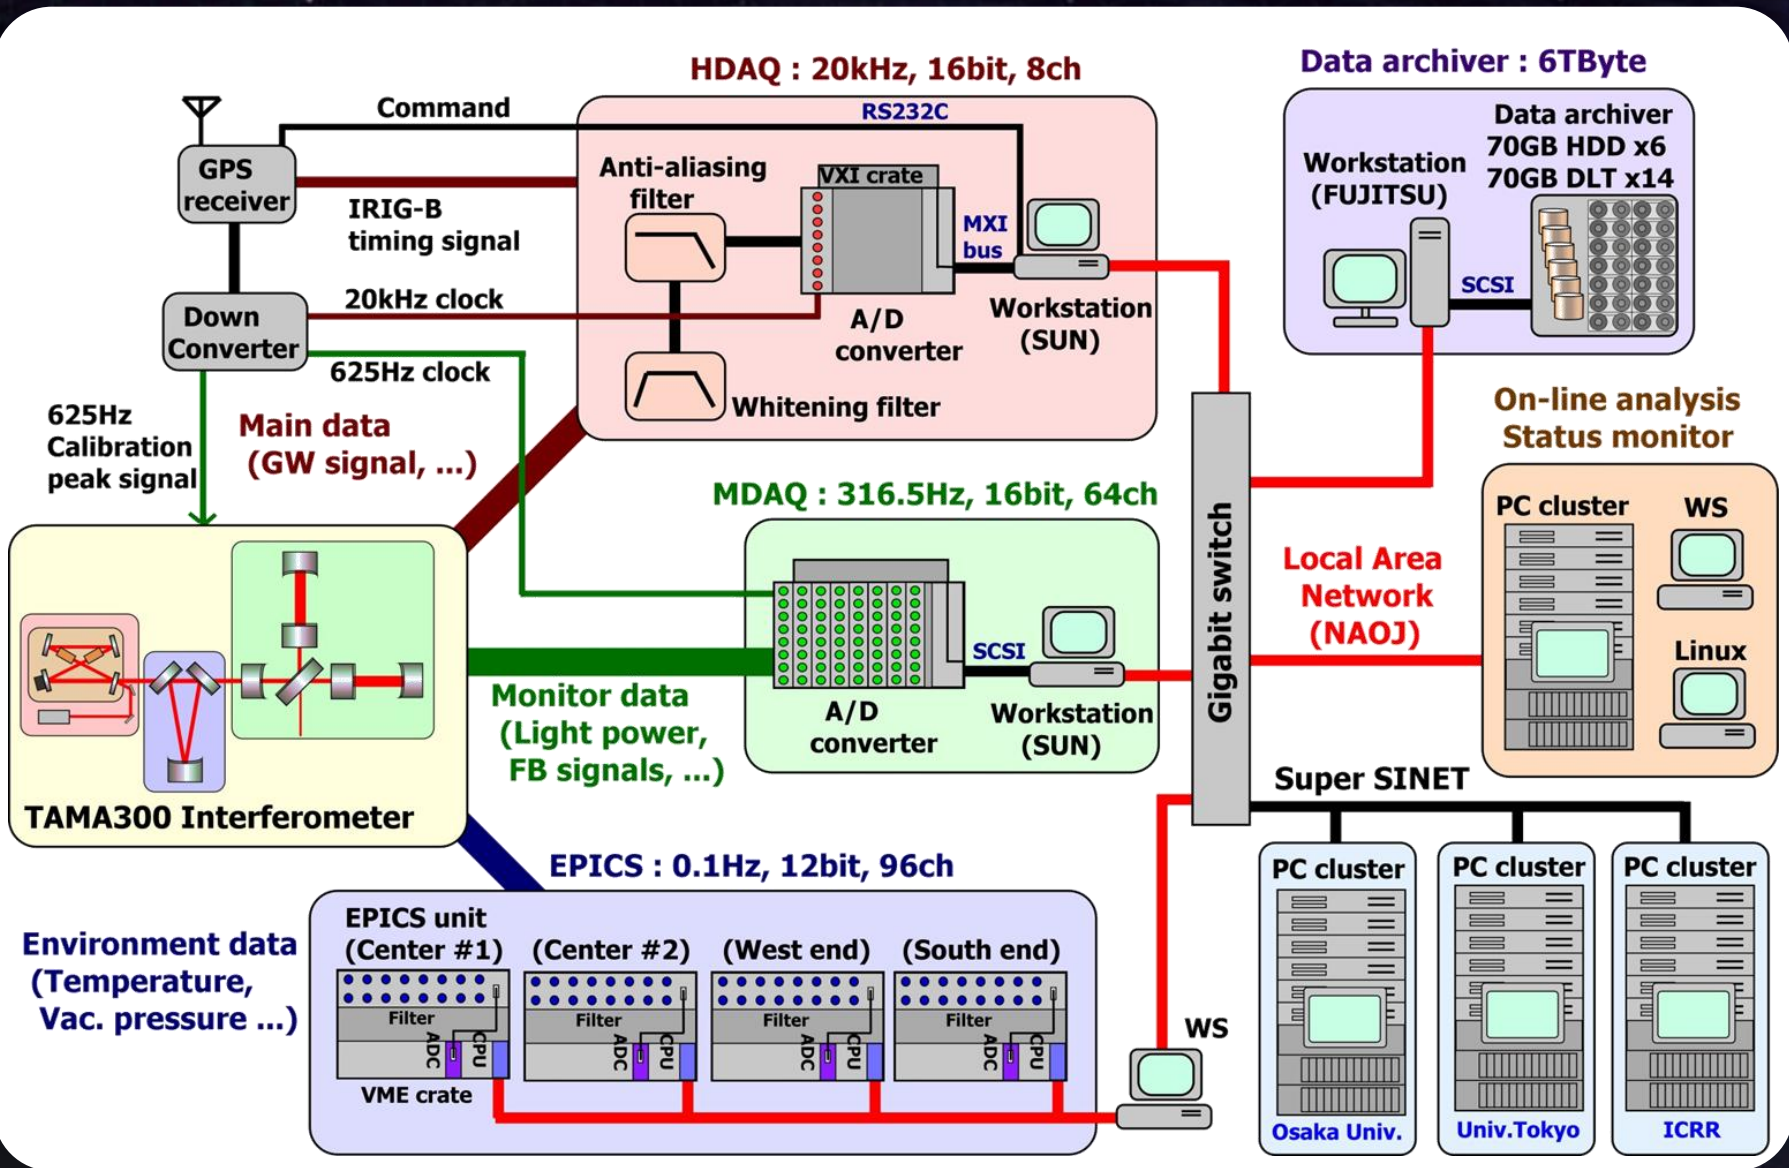 HDAQ : 20kHz, 16bit, 8ch
Command
RS232C
GPS
receiver
IRIG-B
timing signal
Anti-aliasing
filter
VXI crate
MXI
bus
20kHz clock
Down
Converter
A/D
converter
Workstation
(SUN)
625Hz clock
Whitening filter
625Hz
Calibration
peak signal
Main data
(GW signal, ...)
Data archiver : 6TByte
Data archiver
70GB HDD x6
70GB DLT x14
Workstation
(FUJITSU)
SCSI
On-line analysis
Status monitor
PC cluster
WS
Linux
MDAQ : 316.5Hz, 16bit, 64ch
SCSI
A/D
converter
Workstation
(SUN)
Monitor data
(Light power,
FB signals, ...)
Gigabit switch
Local Area
Network
(NAOJ)
TAMA300 Interferometer
Super SINET
PC cluster
Osaka Univ.
PC cluster
Univ.Tokyo
PC cluster
ICRR
EPICS : 0.1Hz, 12bit, 96ch
Environment data
(Temperature,
Vac. pressure ...)
EPICS unit
(Center #1)
(Center #2)
(West end)
(South end)
Filter
ADC
CPU
Filter
ADC
CPU
Filter
ADC
CPU
Filter
ADC
CPU
VME crate
WS